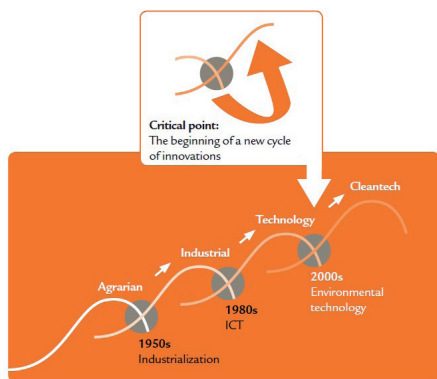 Critical point:
The beginning of a new cycle
of innovations
Cleantech
Technology
Industrial
Agrarian
2000s
Environmental
technology
1980s
ICT
1950s
Industrialization